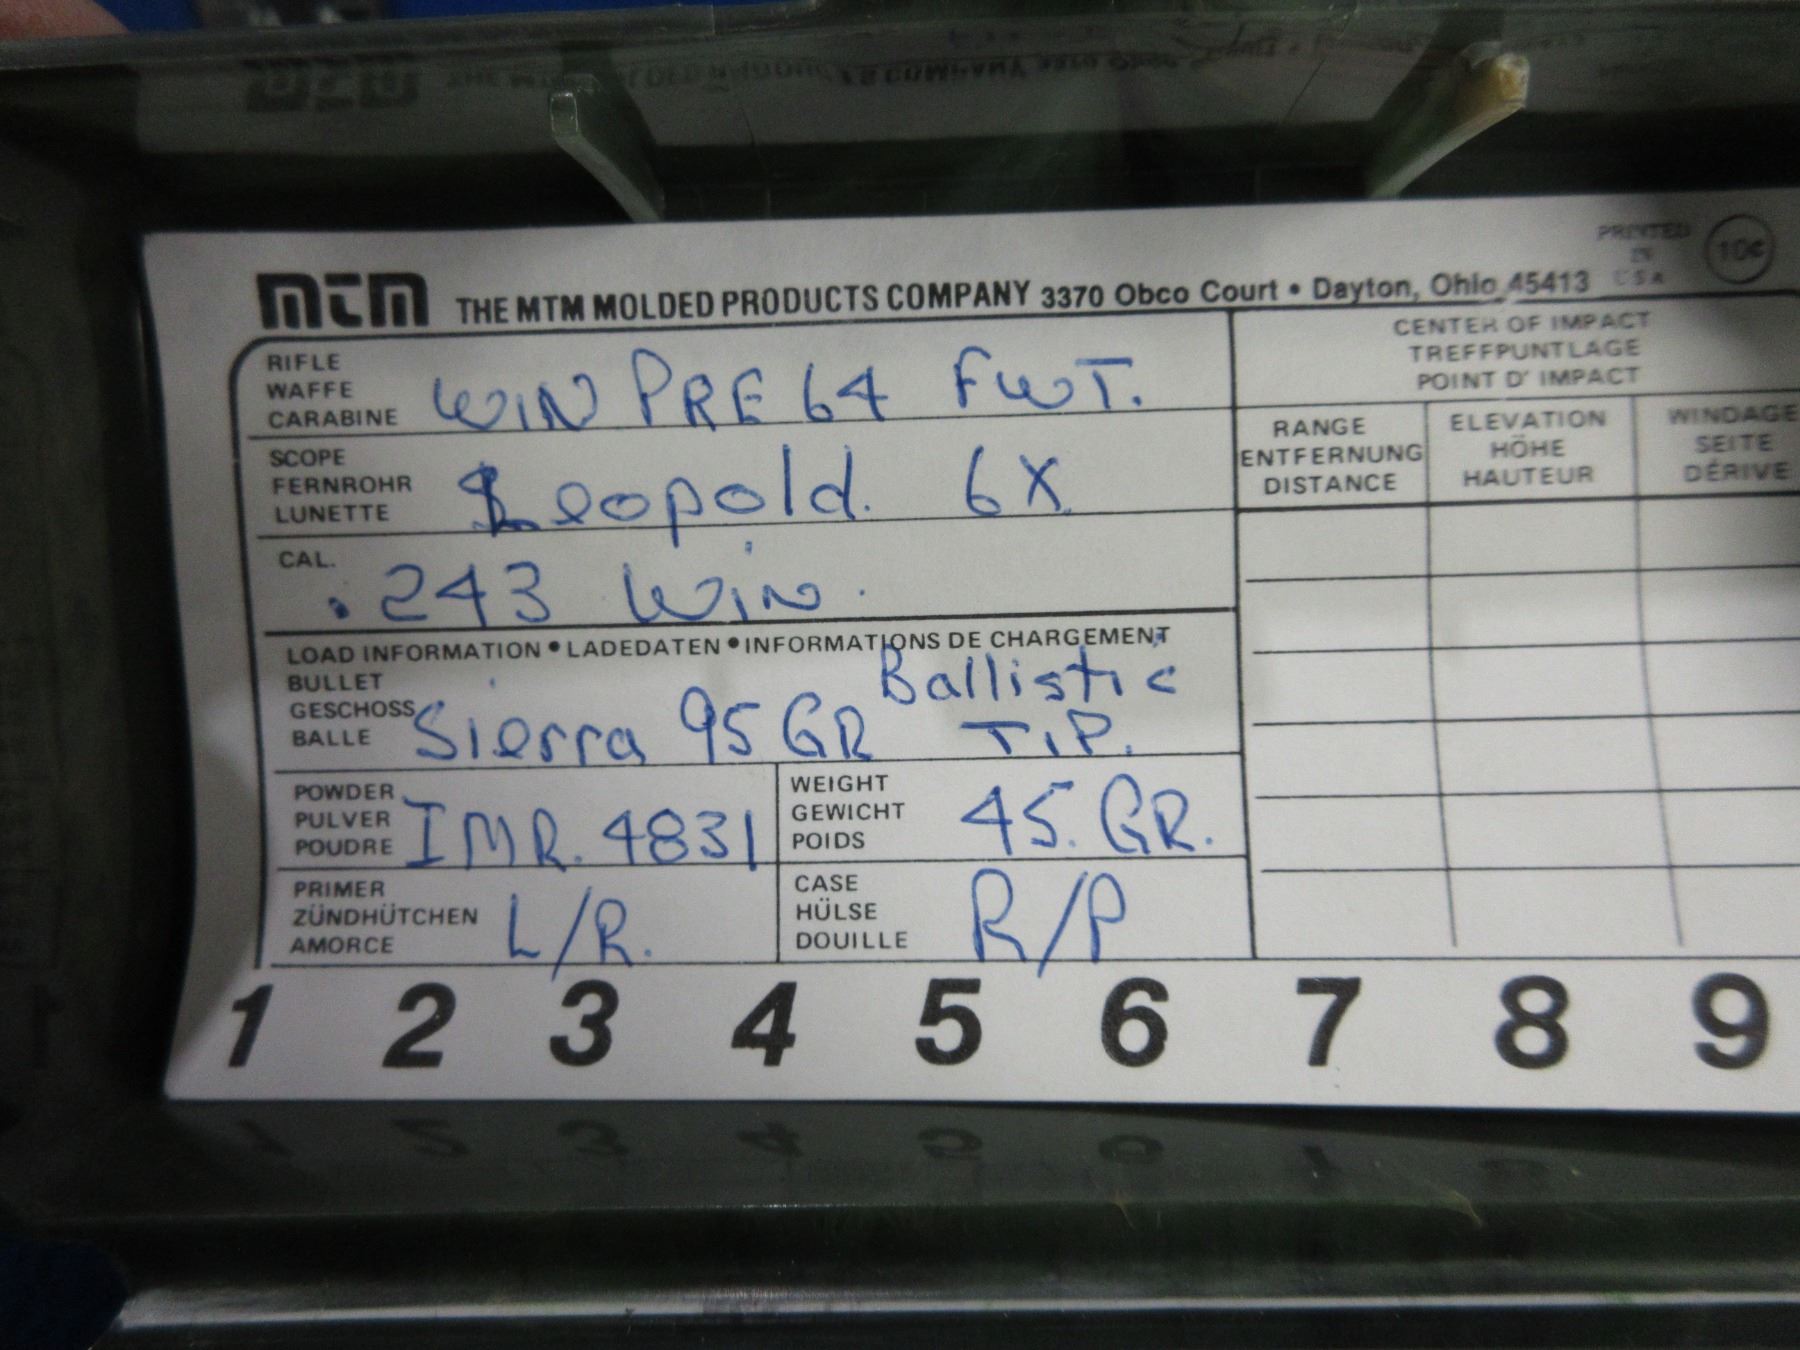 mtm THE MTM MOLDED PRODUCTS COMPANY 3370 Obco Court • Dayton, Ohio 45413
PRINTED
IN
USA
10¢
RIFLE
WAFFE
CARABINE
WIN PRE 64 FWT.
SCOPE
FERNROHR
LUNETTE
Leopold. 6X
CAL.
.243 WiN.
LOAD INFORMATION • LADEDATEN • INFORMATIONS DE CHARGEMENT
BULLET
GESCHOSS
BALLE
Sierra 95 GR Ballistic
TiP.
POWDER
PULVER
POUDRE
IMR. 4831
WEIGHT
GEWICHT
POIDS
45. GR.
PRIMER
ZÜNDHÜTCHEN
AMORCE
L/R.
CASE
HÜLSE
DOUILLE
R/P
CENTER OF IMPACT
TREFFPUNTLAGE
POINT D' IMPACT
RANGE
ENTFERNUNG
DISTANCE
ELEVATION
HÖHE
HAUTEUR
WINDAGE
SEITE
DÉRIVE
1 2 3 4 5 6 7 8 9